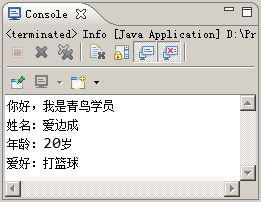 Console
<terminated> Info [Java Application] D:\Pr
你好，我是青鸟学员
姓名：爱边成
年龄：20岁
爱好：打篮球